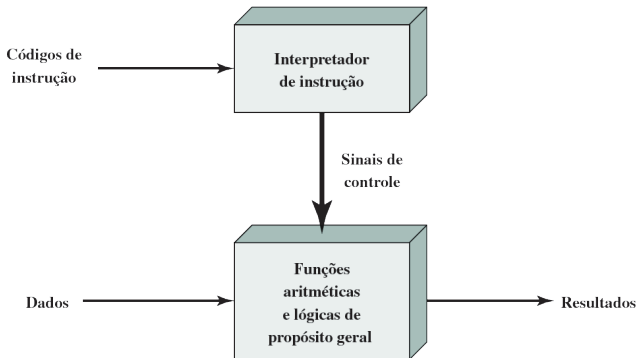 Códigos de
instrução
Interpretador
de instrução
Sinais de
controle
Dados
Funções
aritméticas
e lógicas de
propósito geral
Resultados